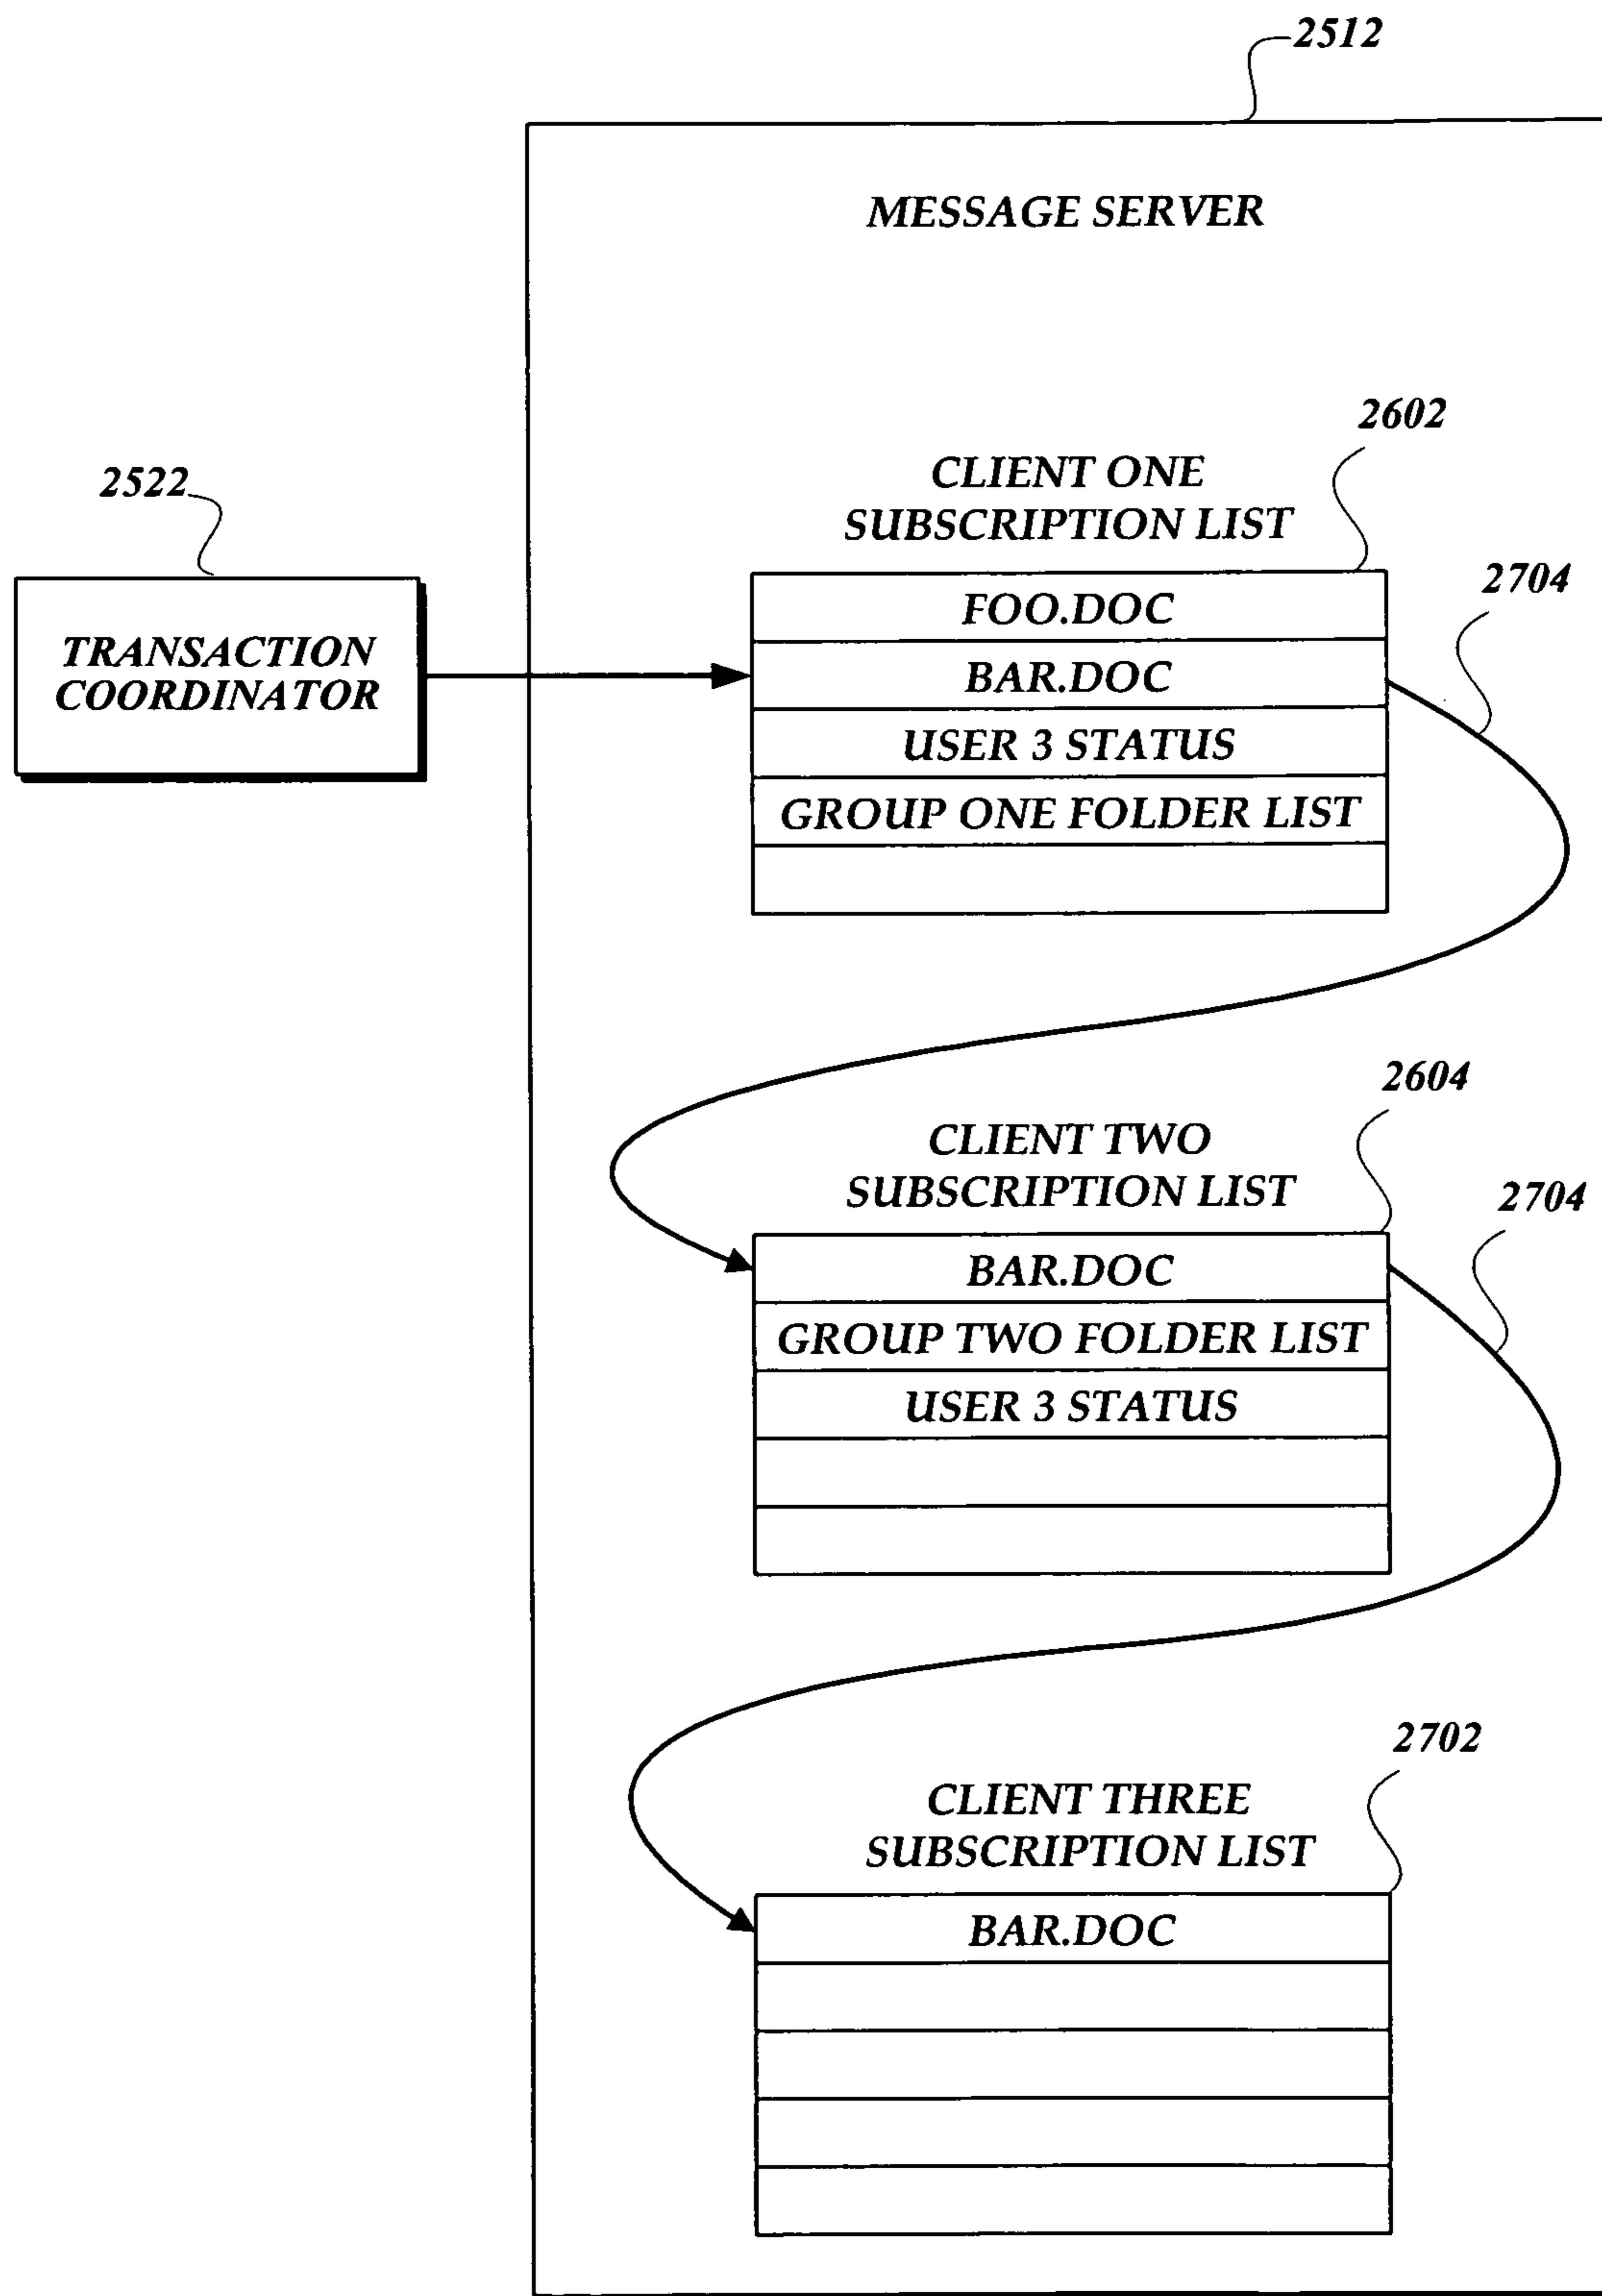 2512
MESSAGE SERVER
2602
CLIENT ONE
SUBSCRIPTION LIST
2522
2704
FOO.DOC
TRANSACTION
COORDINATOR
BAR.DOC
USER 3 STATUS
GROUP ONE FOLDER LIST
2604
CLIENT TWO
SUBSCRIPTION LIST
2704
BAR.DOC
GROUP TWO FOLDER LIST
USER 3 STATUS
2702
CLIENT THREE
SUBSCRIPTION LIST
BAR.DOC